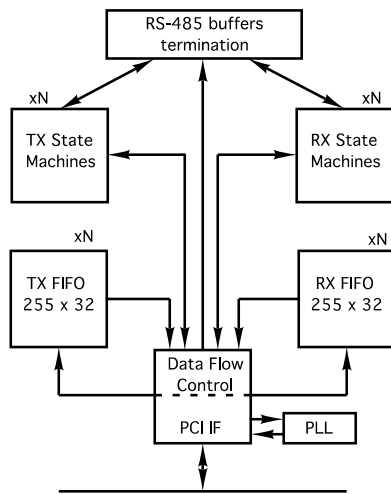 RS-485 buffers
termination
xN
xN
TX State
Machines
RX State
Machines
xN
xN
TX FIFO
255 x 32
RX FIFO
255 x 32
Data Flow
Control
PCI IF
PLL